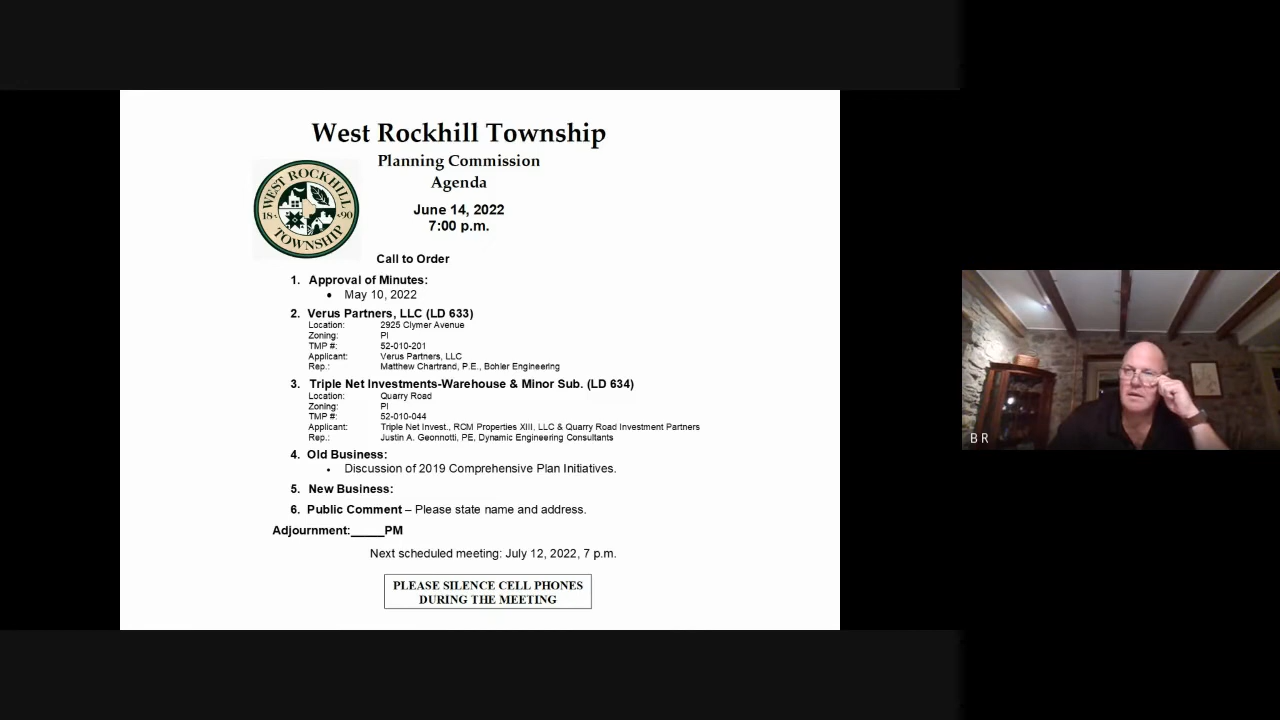 West Rockhill Township
Planning Commission
Agenda
WEST ROCKHILL
18 90
TOWNSHIP
June 14, 2022
7:00 p.m.
Call to Order
1. Approval of Minutes:
• May 10, 2022
2. Verus Partners, LLC (LD 633)
Location: 2925 Clymer Avenue
Zoning: PI
TMP #: 52-010-201
Applicant: Verus Partners, LLC
Rep.: Matthew Chartrand, P.E., Bohler Engineering
3. Triple Net Investments-Warehouse & Minor Sub. (LD 634)
Location: Quarry Road
Zoning: PI
TMP #: 52-010-044
Applicant: Triple Net Invest., RCM Properties XIII, LLC & Quarry Road Investment Partners
Rep.: Justin A. Geonnotti, PE, Dynamic Engineering Consultants
4. Old Business:
• Discussion of 2019 Comprehensive Plan Initiatives.
5. New Business:
6. Public Comment – Please state name and address.
Adjournment:_____PM
Next scheduled meeting: July 12, 2022, 7 p.m.
PLEASE SILENCE CELL PHONES
DURING THE MEETING
B R